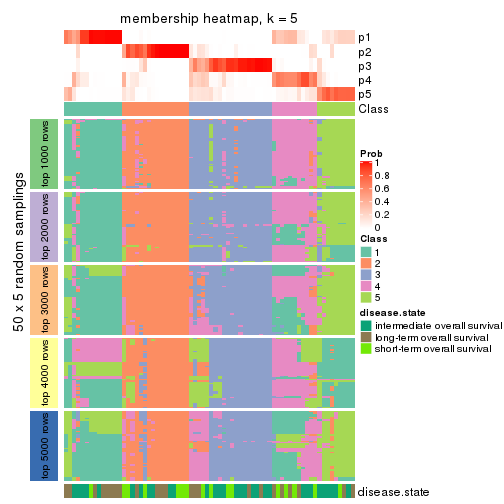 membership heatmap, k = 5
p1
p2
p3
p4
p5
Class
50 x 5 random samplings
top 1000 rows
top 2000 rows
top 3000 rows
top 4000 rows
top 5000 rows
Prob
1
0.8
0.6
0.4
0.2
0
Class
1
2
3
4
5
disease.state
intermediate overall survival
long-term overall survival
short-term overall survival
disease.state